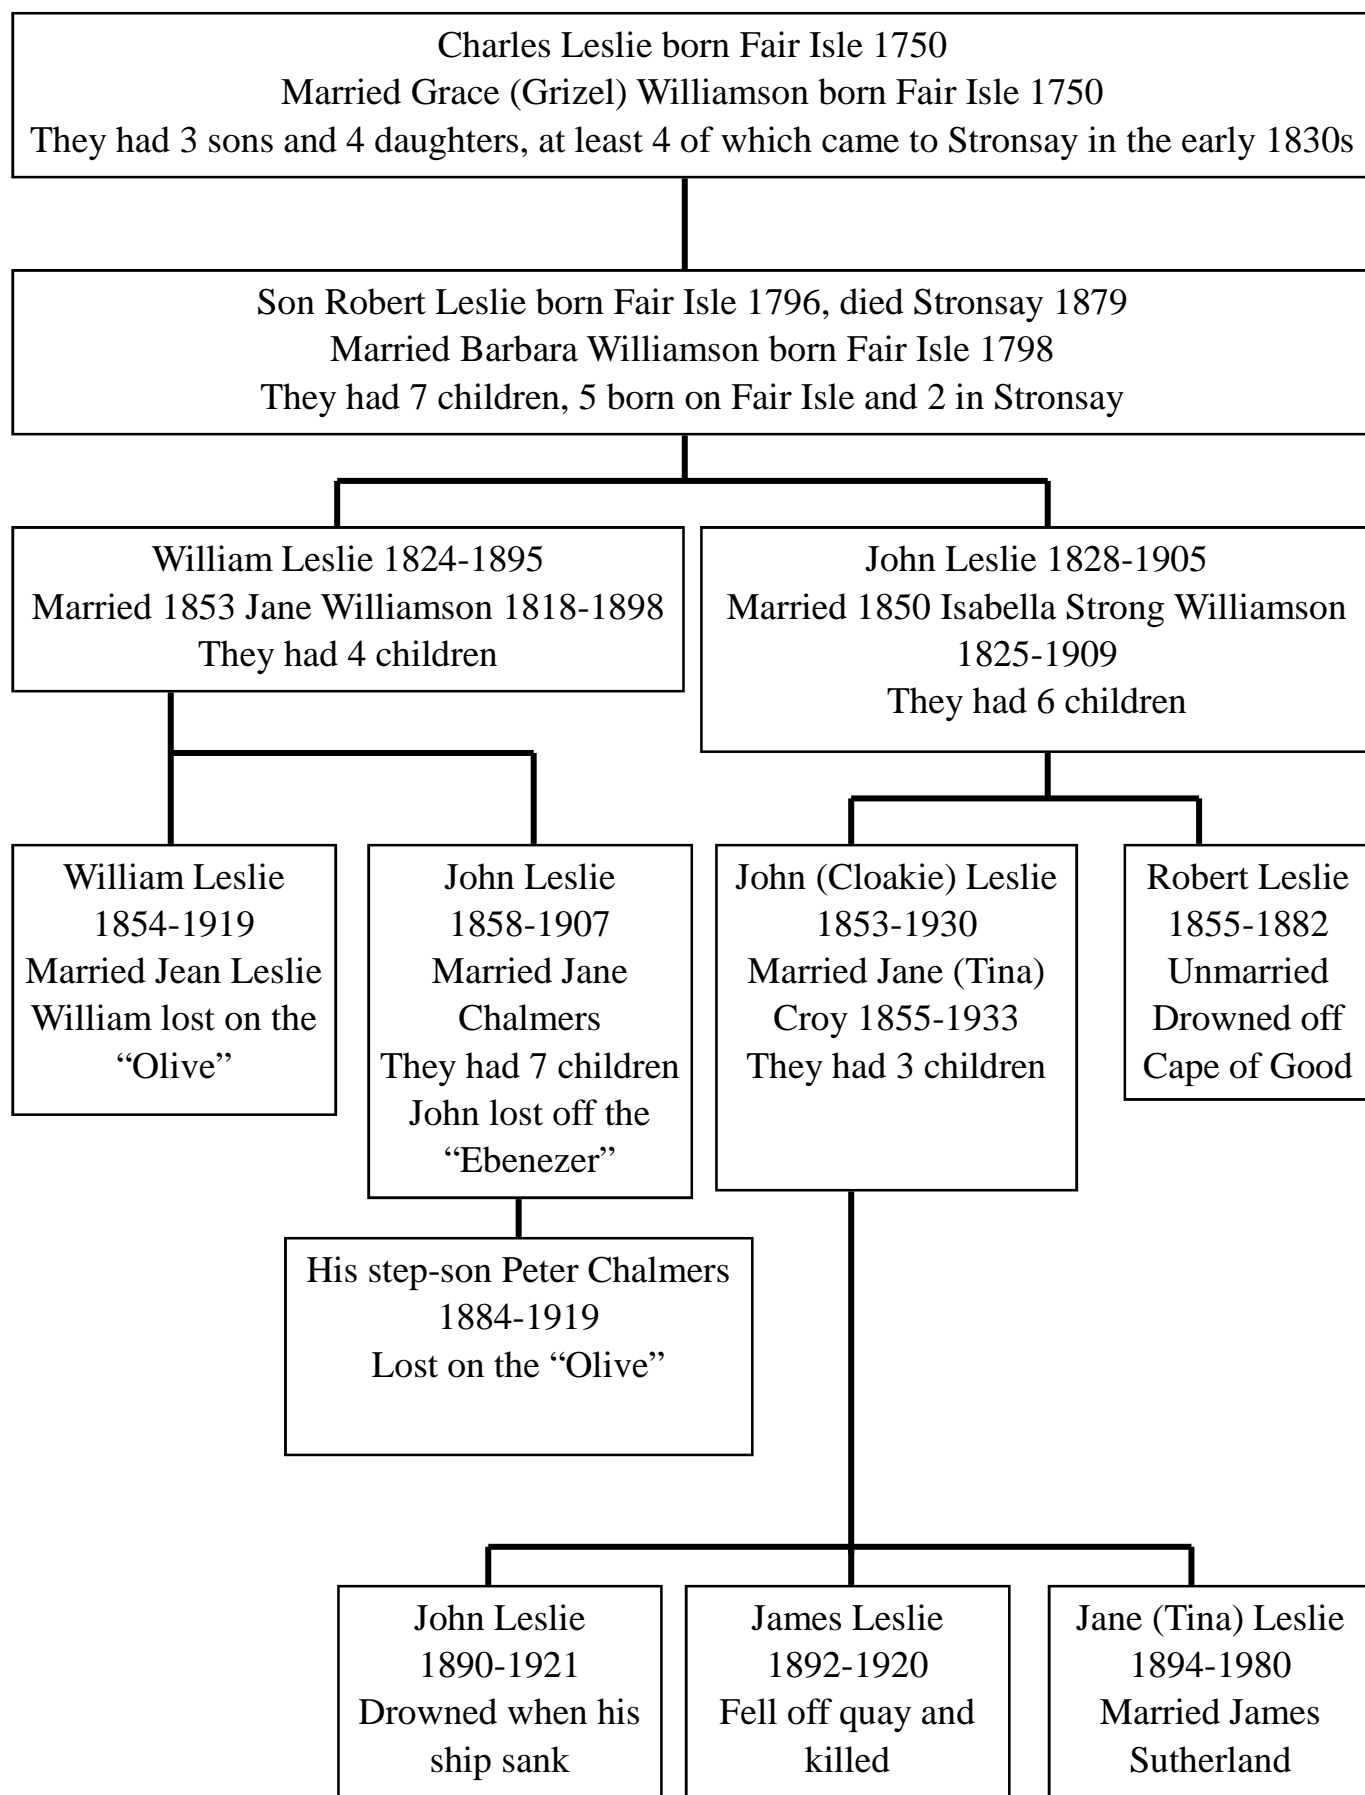 Charles Leslie born Fair Isle 1750
Married Grace (Grizel) Williamson born Fair Isle 1750
They had 3 sons and 4 daughters, at least 4 of which came to Stronsay in the early 1830s
Son Robert Leslie born Fair Isle 1796, died Stronsay 1879
Married Barbara Williamson born Fair Isle 1798
They had 7 children, 5 born on Fair Isle and 2 in Stronsay
William Leslie 1824-1895
Married 1853 Jane Williamson 1818-1898
They had 4 children
John Leslie 1828-1905
Married 1850 Isabella Strong Williamson
1825-1909
They had 6 children
William Leslie
1854-1919
Married Jean Leslie
William lost on the
“Olive”
John Leslie
1858-1907
Married Jane
Chalmers
They had 7 children
John lost off the
“Ebenezer”
John (Cloakie) Leslie
1853-1930
Married Jane (Tina)
Croy 1855-1933
They had 3 children
Robert Leslie
1855-1882
Unmarried
Drowned off
Cape of Good
His step-son Peter Chalmers
1884-1919
Lost on the “Olive”
John Leslie
1890-1921
Drowned when his
ship sank
James Leslie
1892-1920
Fell off quay and
killed
Jane (Tina) Leslie
1894-1980
Married James
Sutherland